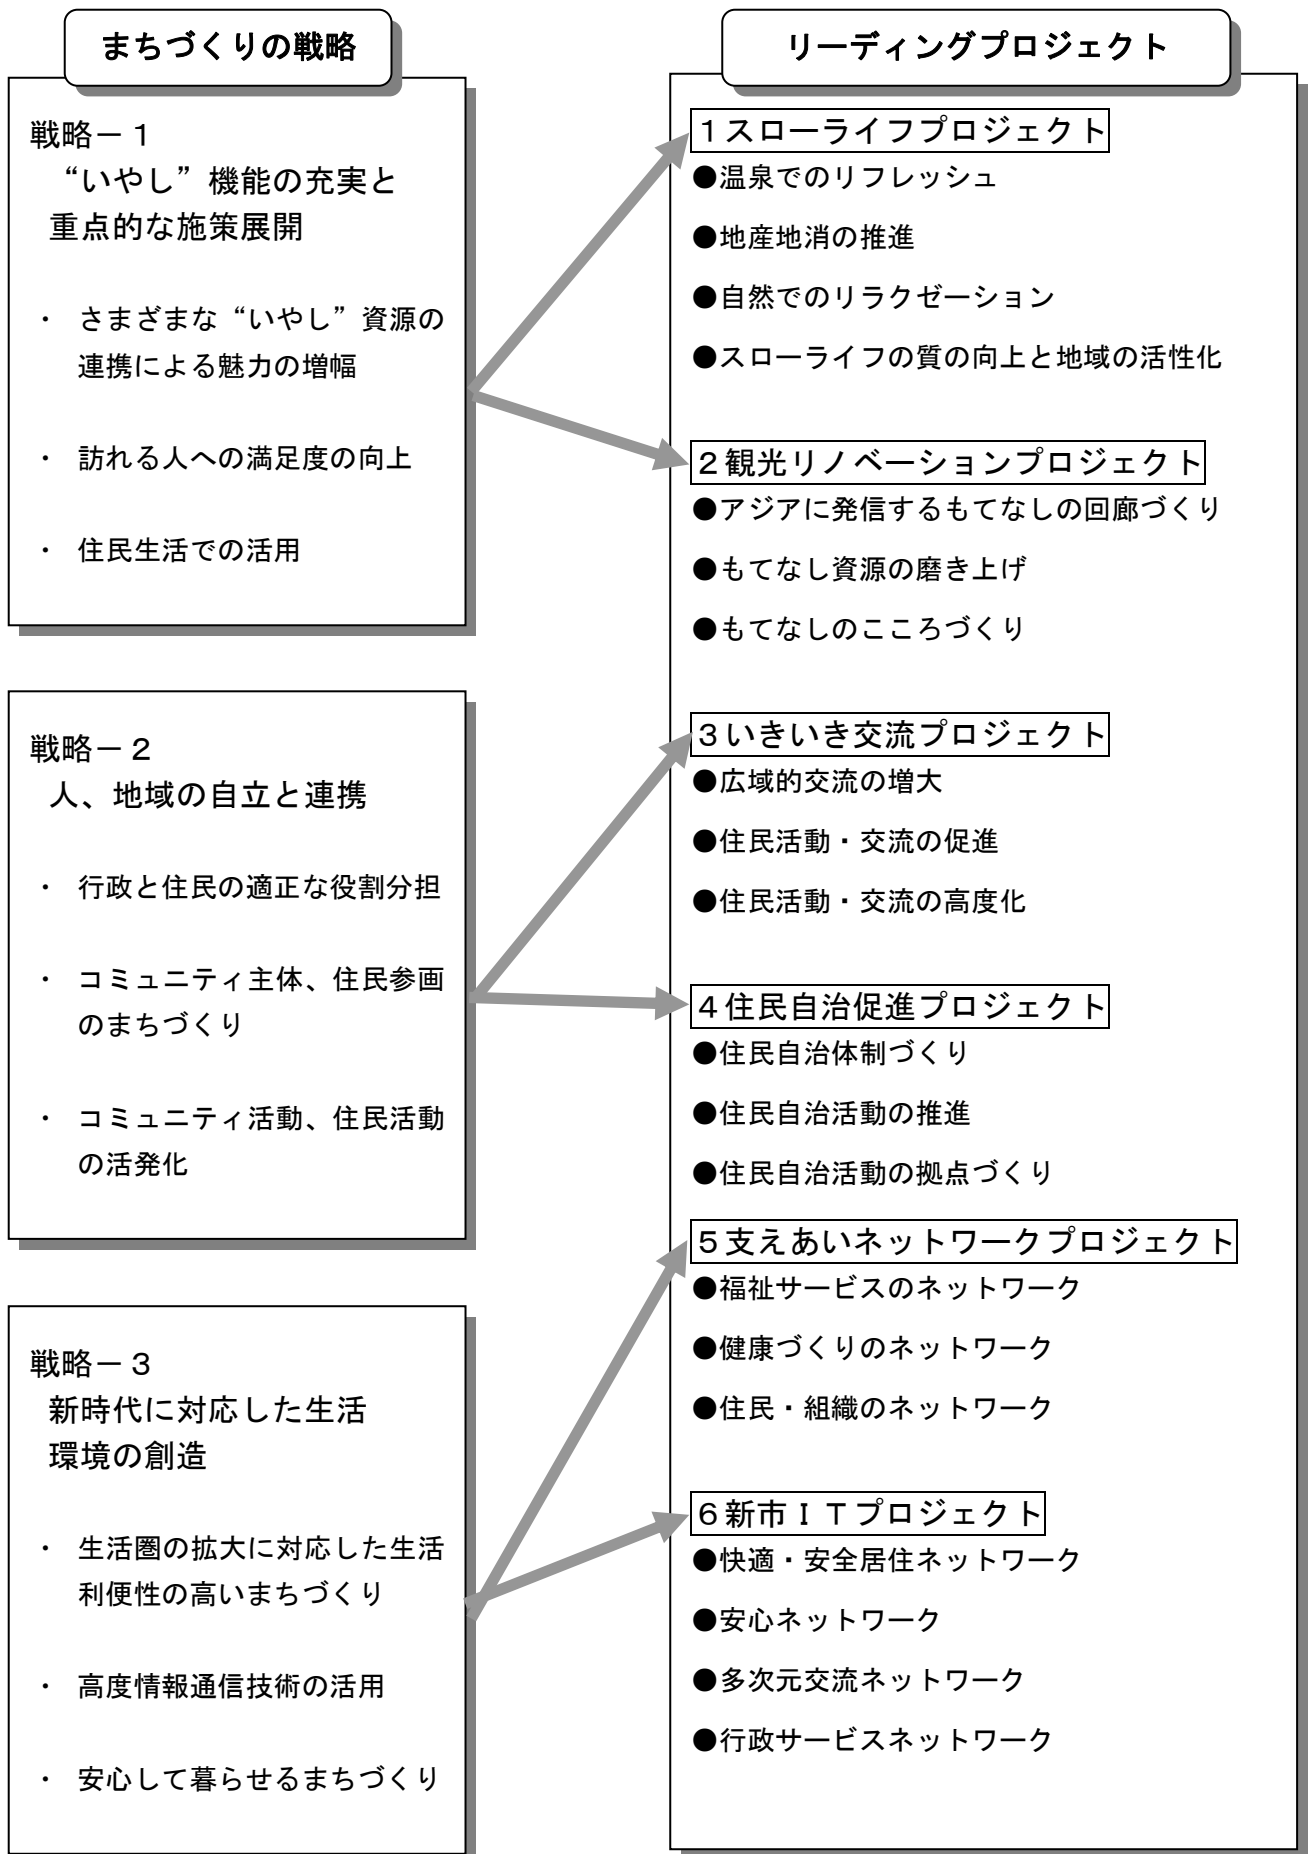 まちづくりの戦略
戦略－１
“いやし”機能の充実と
重点的な施策展開
・ さまざまな“いやし”資源の
連携による魅力の増幅
・ 訪れる人への満足度の向上
・ 住民生活での活用
戦略－２
人、地域の自立と連携
・ 行政と住民の適正な役割分担
・ コミュニティ主体、住民参画
のまちづくり
・ コミュニティ活動、住民活動
の活発化
戦略－３
新時代に対応した生活
環境の創造
・ 生活圏の拡大に対応した生活
利便性の高いまちづくり
・ 高度情報通信技術の活用
・ 安心して暮らせるまちづくり
リーディングプロジェクト
１スローライフプロジェクト
●温泉でのリフレッシュ
●地産地消の推進
●自然でのリラクゼーション
●スローライフの質の向上と地域の活性化
２観光リノベーションプロジェクト
●アジアに発信するもてなしの回廊づくり
●もてなし資源の磨き上げ
●もてなしのこころづくり
３いきいき交流プロジェクト
●広域的交流の増大
●住民活動・交流の促進
●住民活動・交流の高度化
４住民自治促進プロジェクト
●住民自治体制づくり
●住民自治活動の推進
●住民自治活動の拠点づくり
５支えあいネットワークプロジェクト
●福祉サービスのネットワーク
●健康づくりのネットワーク
●住民・組織のネットワーク
６新市ＩＴプロジェクト
●快適・安全居住ネットワーク
●安心ネットワーク
●多次元交流ネットワーク
●行政サービスネットワーク